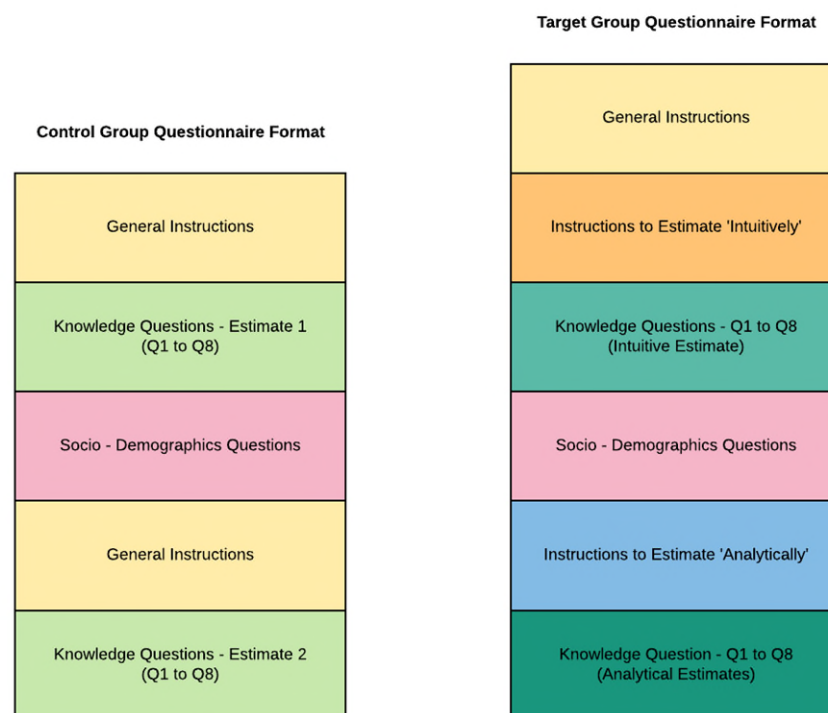 Control Group Questionnaire Format
General Instructions
Knowledge Questions - Estimate 1
(Q1 to Q8)
Socio - Demographics Questions
General Instructions
Knowledge Questions - Estimate 2
(Q1 to Q8)
Target Group Questionnaire Format
General Instructions
Instructions to Estimate 'Intuitively'
Knowledge Questions - Q1 to Q8
(Intuitive Estimate)
Socio - Demographics Questions
Instructions to Estimate 'Analytically'
Knowledge Question - Q1 to Q8
(Analytical Estimates)